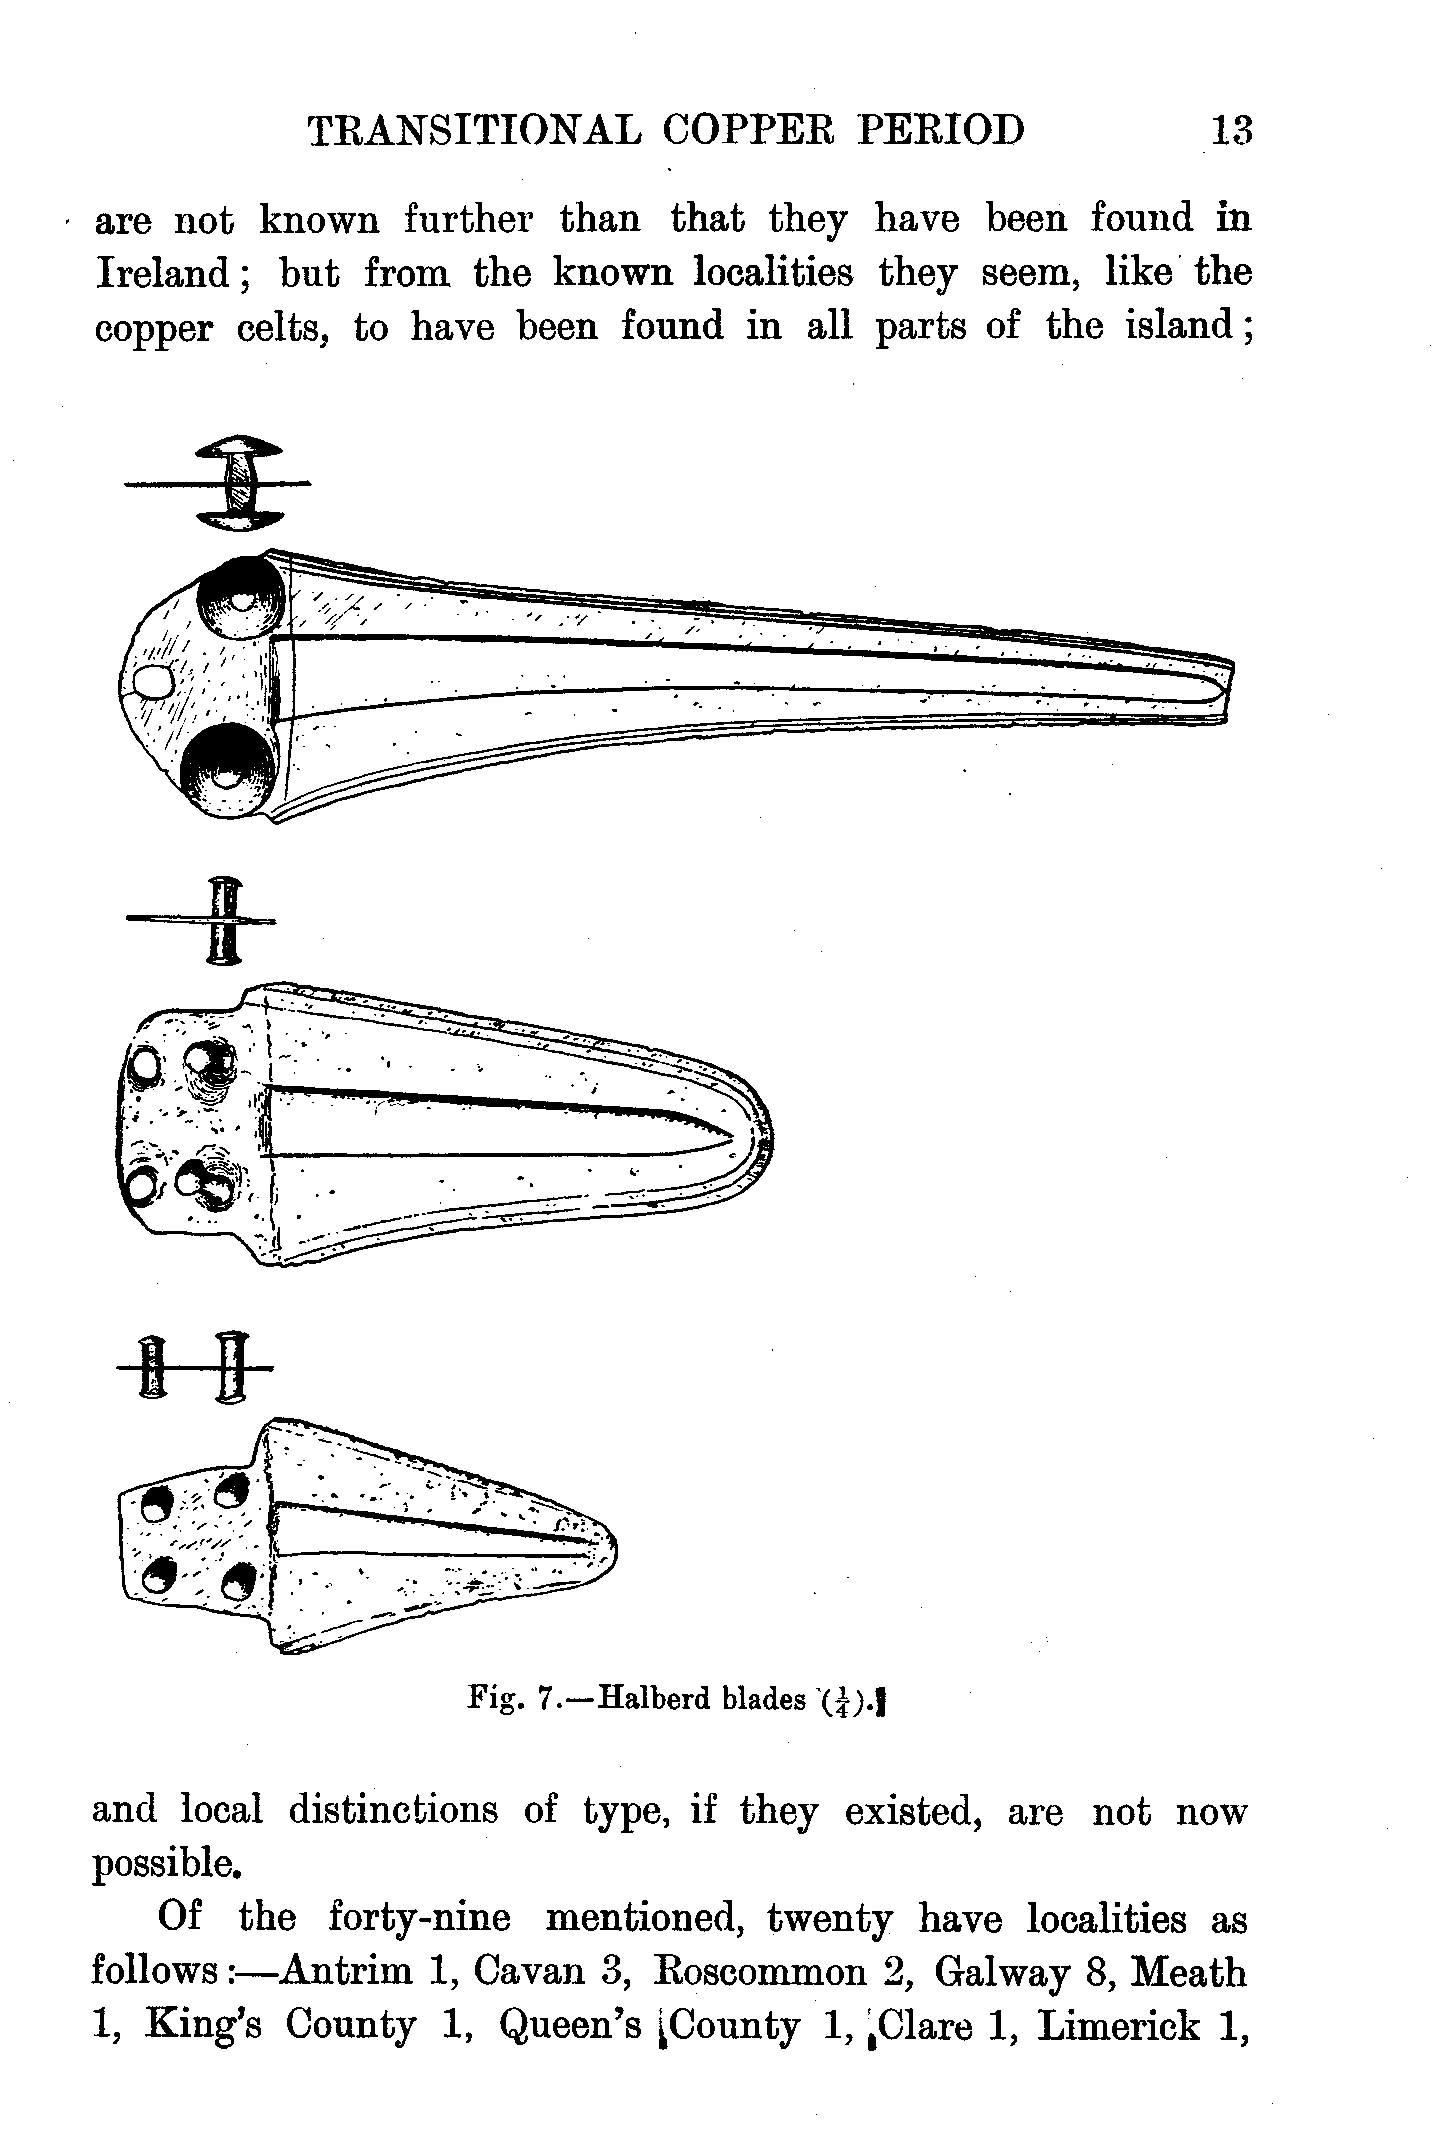 TRANSITIONAL COPPER PERIOD 13
are not known further than that they have been found in
Ireland; but from the known localities they seem, like the
copper celts, to have been found in all parts of the island;
Fig. 7.—Halberd blades (¼).
and local distinctions of type, if they existed, are not now
possible.
Of the forty-nine mentioned, twenty have localities as
follows:—Antrim 1, Cavan 3, Roscommon 2, Galway 8, Meath
1, King's County 1, Queen's County 1, Clare 1, Limerick 1,